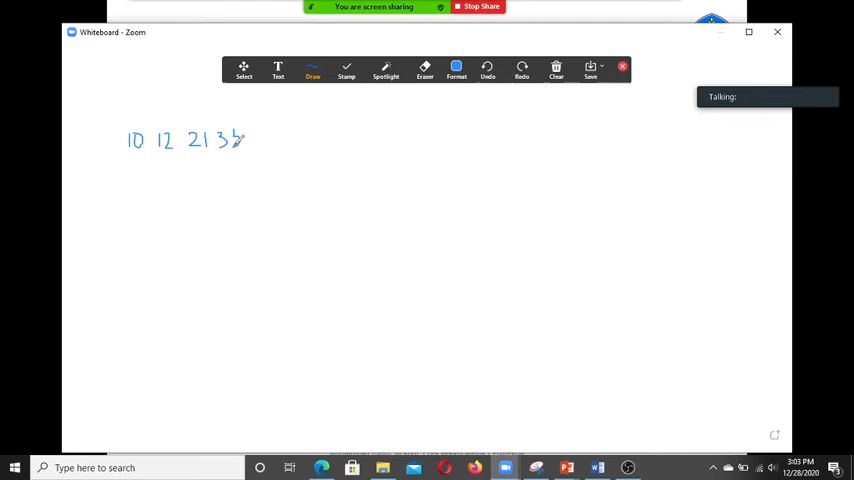 You are screen sharing
Stop Share
Whiteboard - Zoom
Select
Text
Draw
Stamp
Spotlight
Eraser
Format
Undo
Redo
Clear
Save
Talking:
10 12 21
Type here to search
3:03 PM
12/28/2020